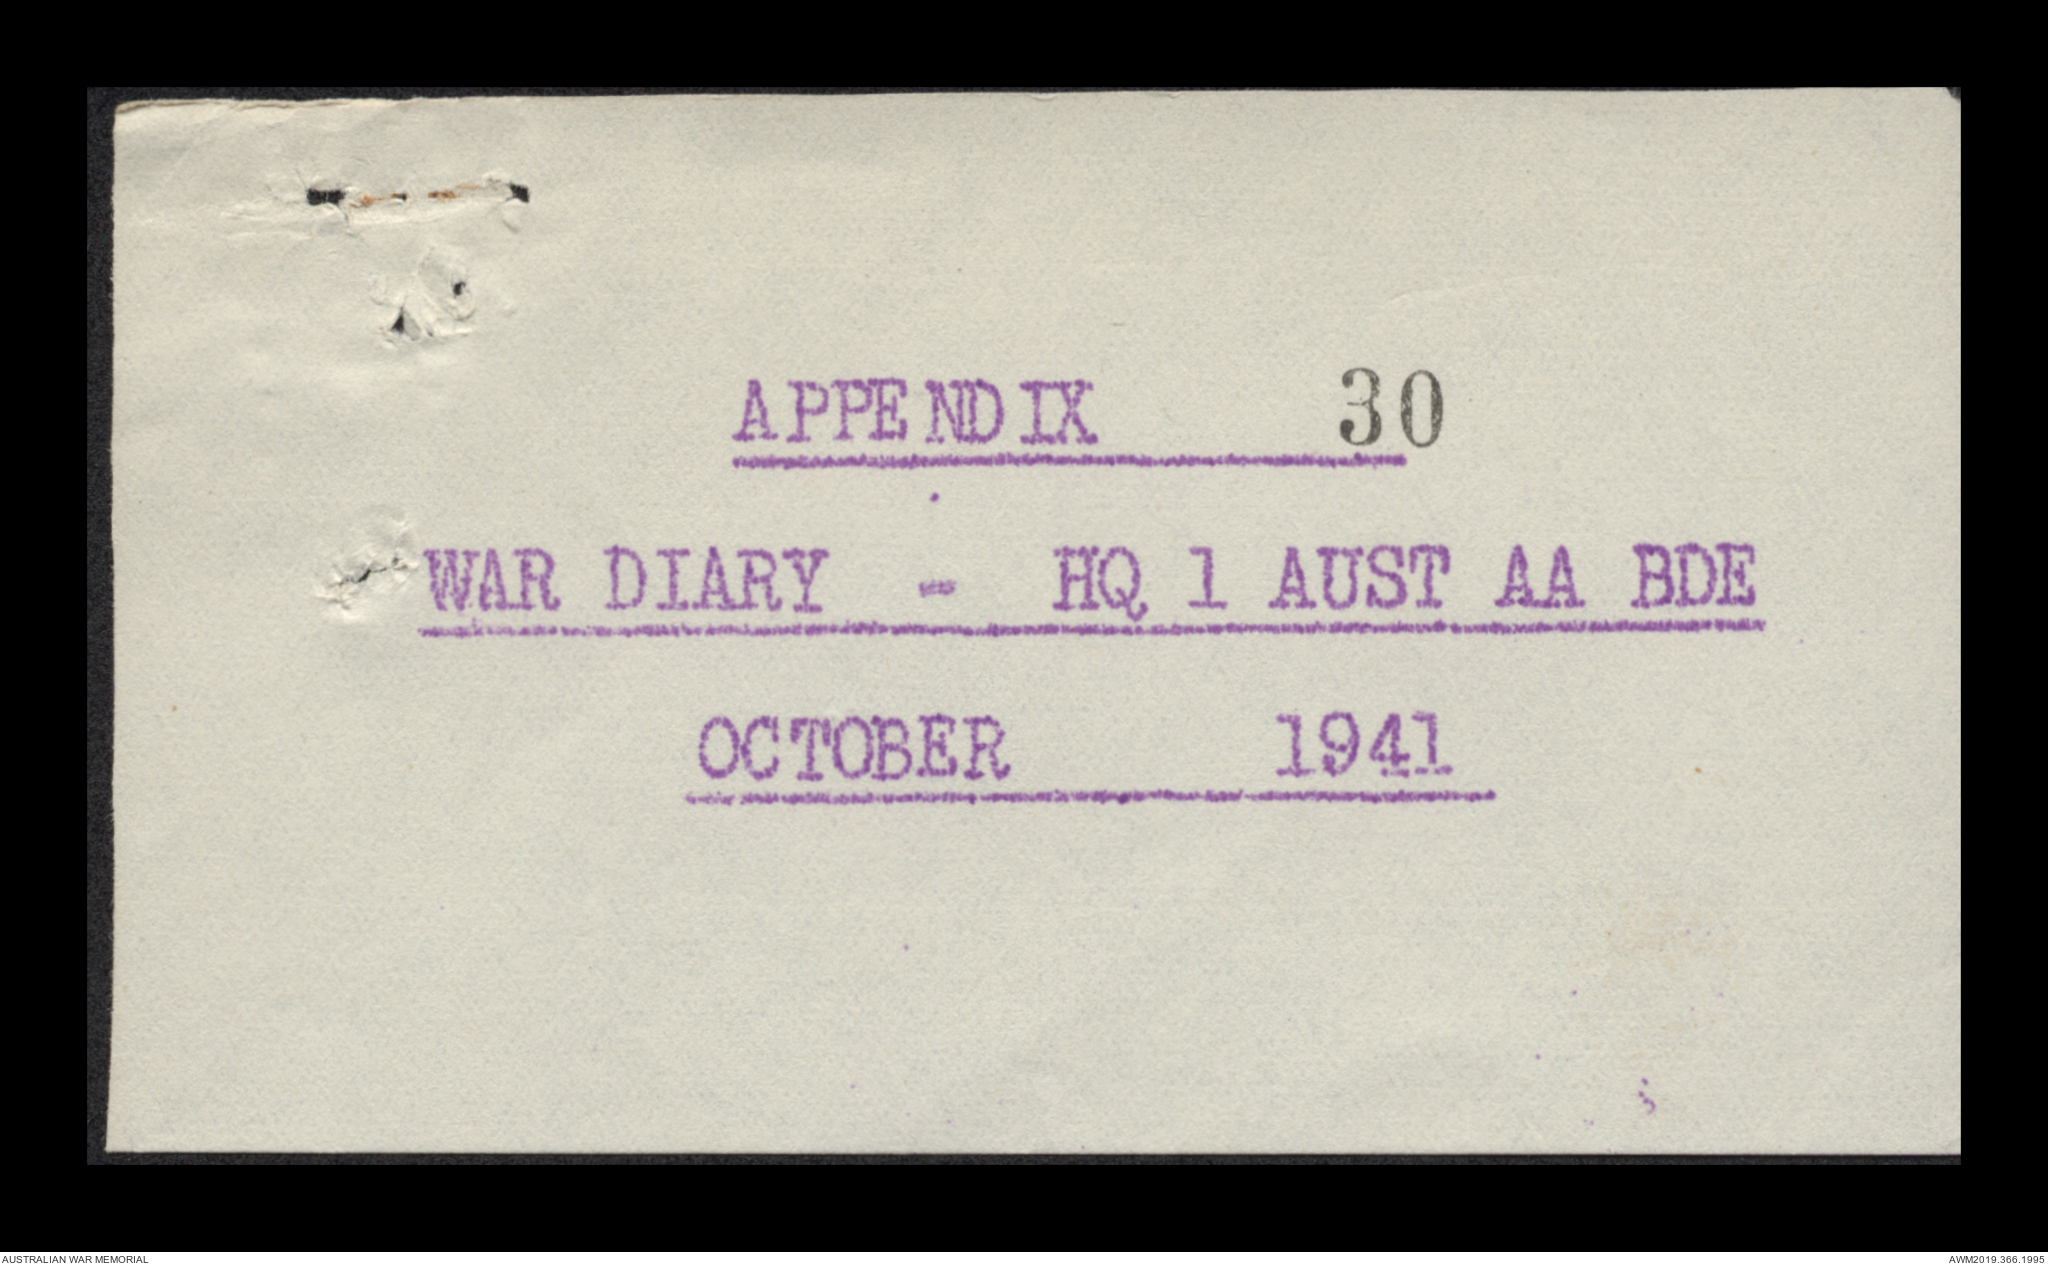 APPENDIX 30
WAR DIARY - HQ 1 AUST AA BDE
OCTOBER 1941
AUSTRALIAN WAR MEMORIAL
AWM2019.366.1995